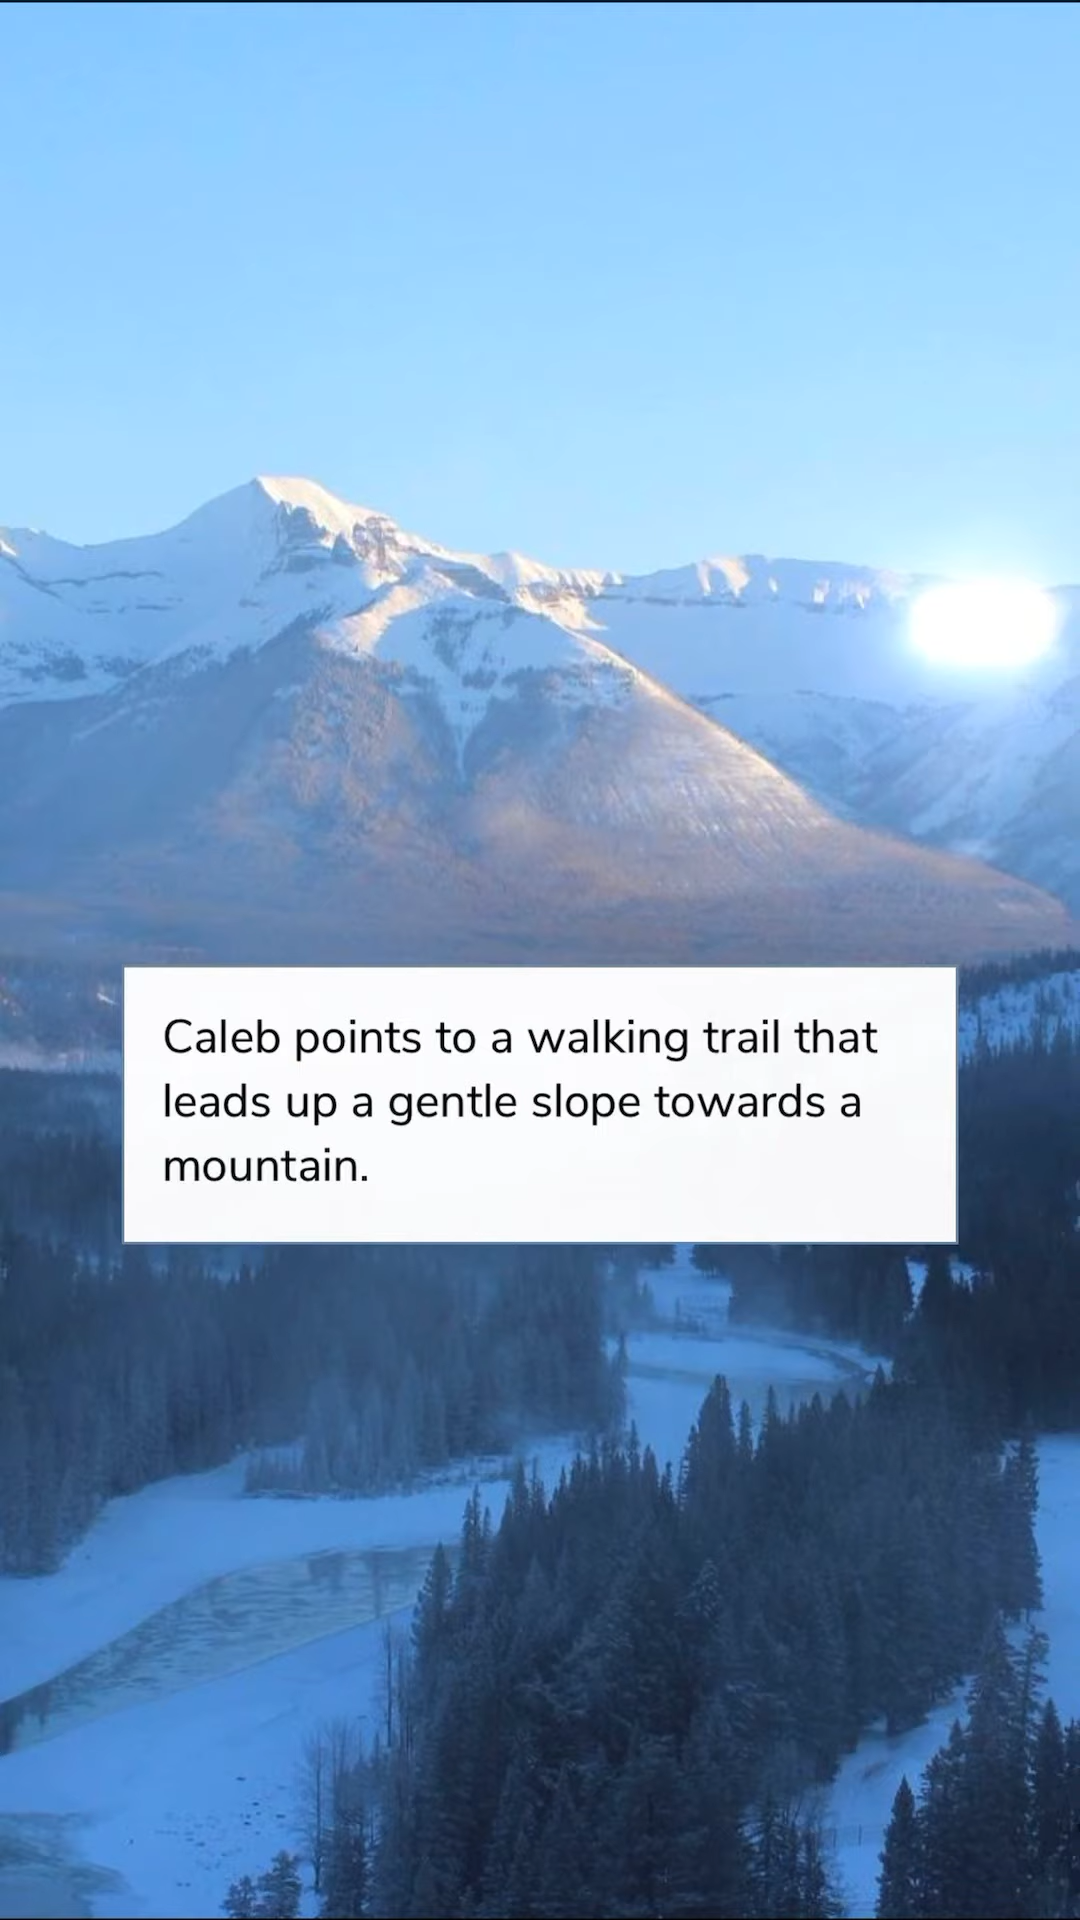 Caleb points to a walking trail that
leads up a gentle slope towards a
mountain.